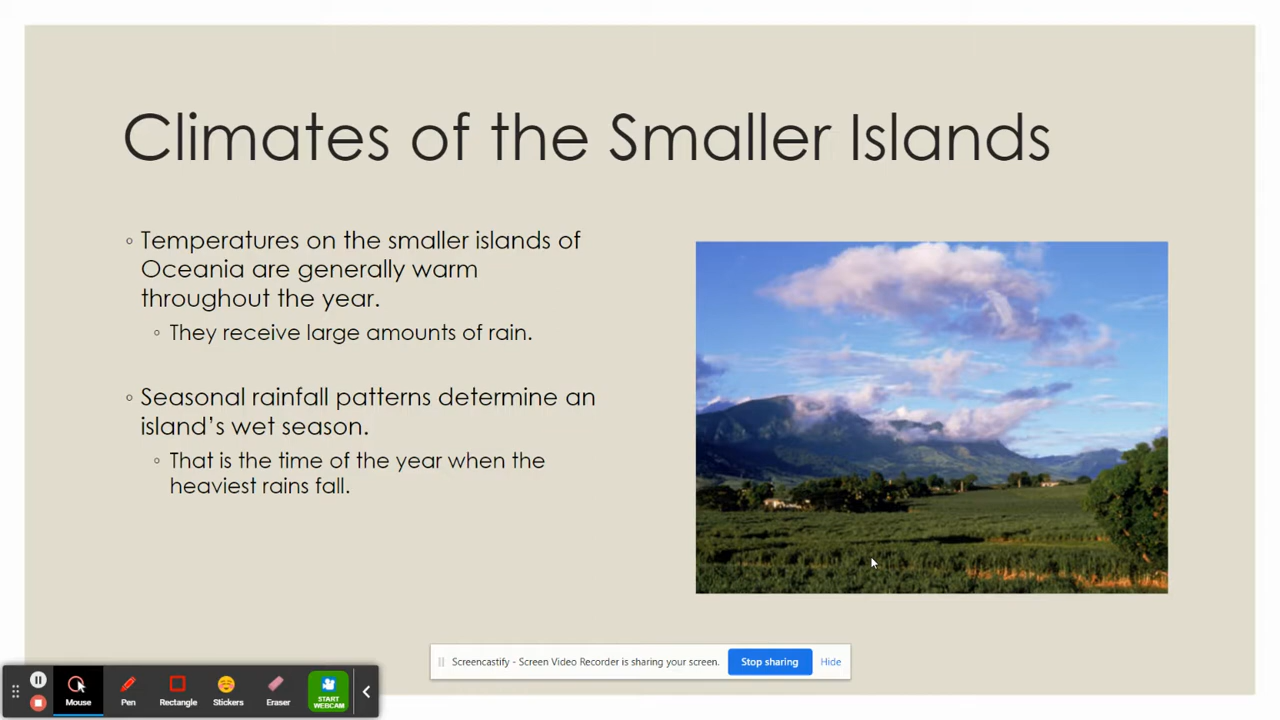 Climates of the Smaller Islands
◦ Temperatures on the smaller islands of
Oceania are generally warm
throughout the year.
◦ They receive large amounts of rain.
◦ Seasonal rainfall patterns determine an
island’s wet season.
◦ That is the time of the year when the
heaviest rains fall.
Screencastify - Screen Video Recorder is sharing your screen. Stop sharing Hide
Mouse Pen Rectangle Stickers Eraser START
WEBCAM